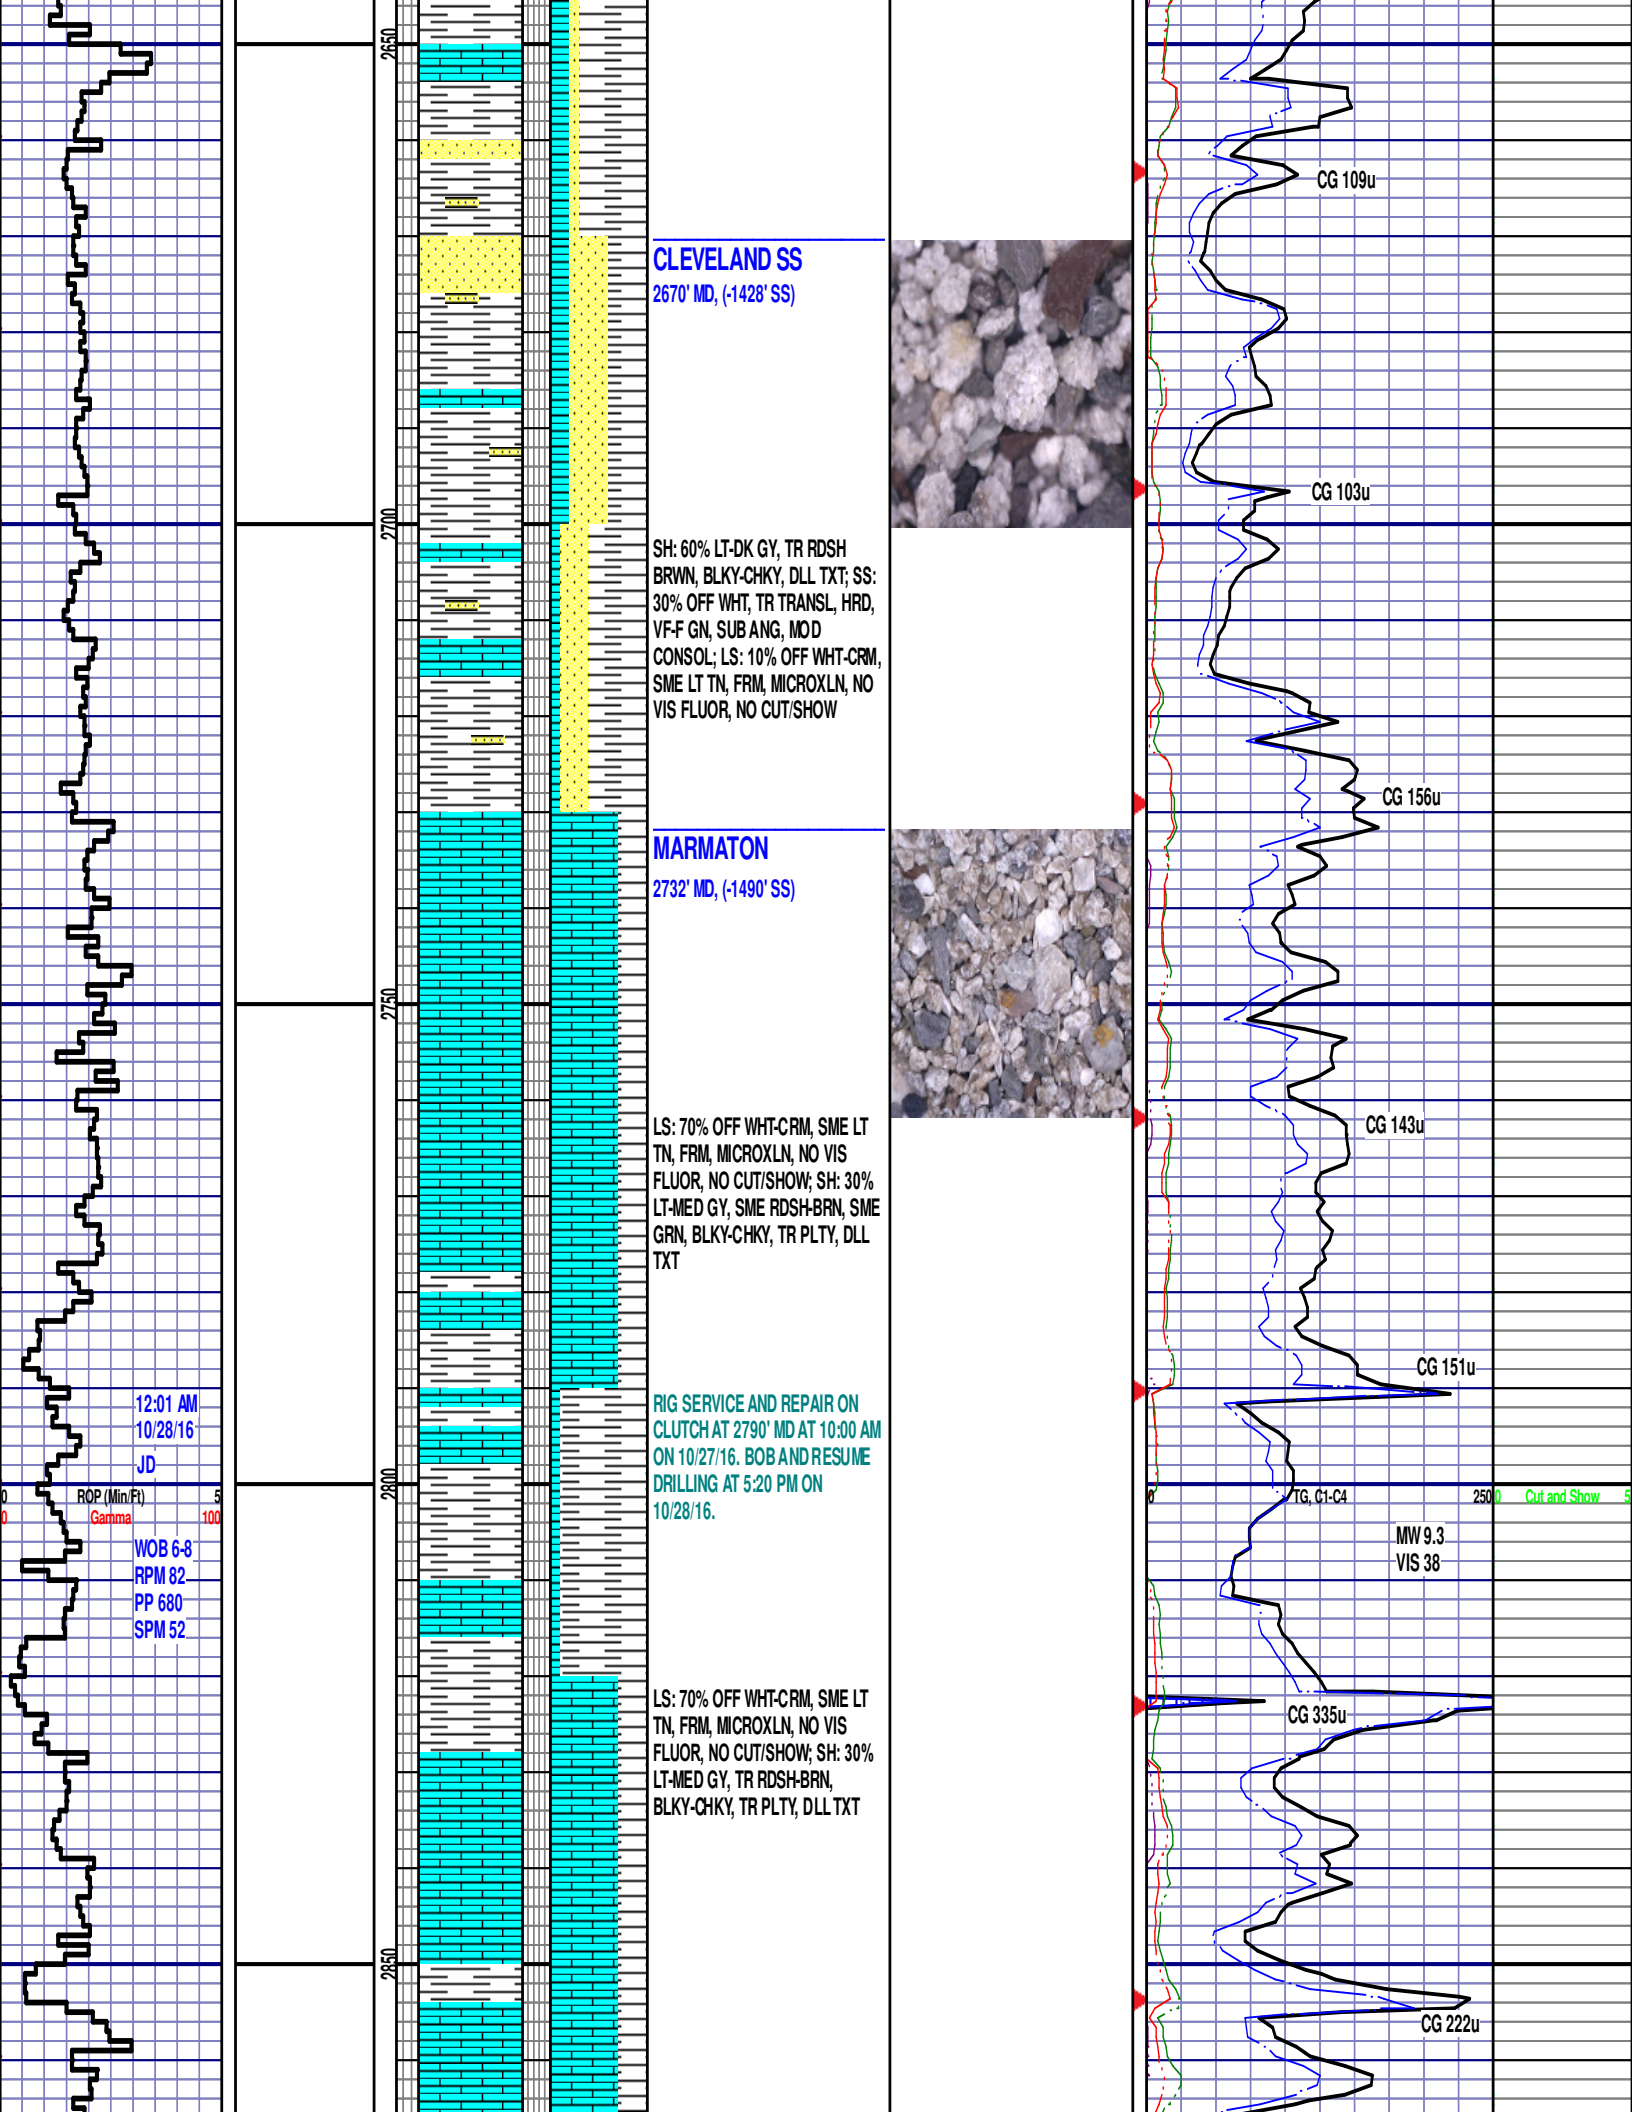 2650
CG 109u
CLEVELAND SS
2670' MD, (-1428' SS)
CG 103u
2700
SH: 60% LT-DK GY, TR RDSH
BRWN, BLKY-CHKY, DLL TXT; SS:
30% OFF WHT, TR TRANSL, HRD,
VF-F GN, SUB ANG, MOD
CONSOL; LS: 10% OFF WHT-CRM,
SME LT TN, FRM, MICROXLN, NO
VIS FLUOR, NO CUT/SHOW
CG 156u
MARMATON
2732' MD, (-1490' SS)
2750
LS: 70% OFF WHT-CRM, SME LT
TN, FRM, MICROXLN, NO VIS
FLUOR, NO CUT/SHOW; SH: 30%
LT-MED GY, SME RDSH-BRN, SME
GRN, BLKY-CHKY, TR PLTY, DLL
TXT
CG 143u
CG 151u
12:01 AM
10/28/16
JD
RIG SERVICE AND REPAIR ON
CLUTCH AT 2790' MD AT 10:00 AM
ON 10/27/16. BOB AND RESUME
DRILLING AT 5:20 PM ON
10/28/16.
2800
0 ROP (Min/Ft) 5
0 Gamma 100
0 TG, C1-C4 250
0 Cut and Show 5
WOB 6-8
RPM 82
PP 680
SPM 52
MW 9.3
VIS 38
LS: 70% OFF WHT-CRM, SME LT
TN, FRM, MICROXLN, NO VIS
FLUOR, NO CUT/SHOW; SH: 30%
LT-MED GY, TR RDSH-BRN,
BLKY-CHKY, TR PLTY, DLL TXT
CG 335u
2850
CG 222u